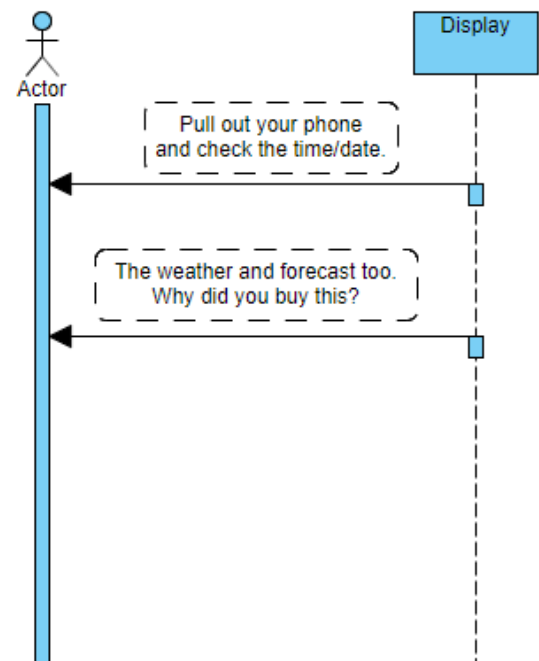 Display
Actor
Pull out your phone
and check the time/date.
The weather and forecast too.
Why did you buy this?